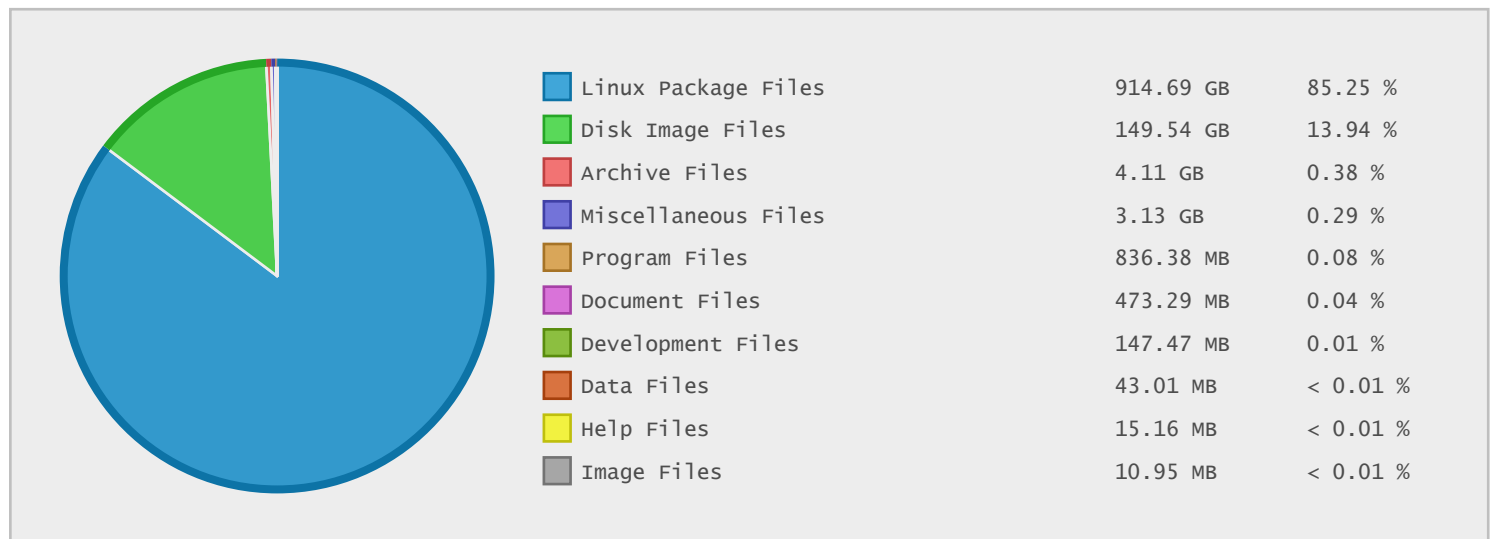 Linux Package Files 914.69 GB 85.25 %
Disk Image Files 149.54 GB 13.94 %
Archive Files 4.11 GB 0.38 %
Miscellaneous Files 3.13 GB 0.29 %
Program Files 836.38 MB 0.08 %
Document Files 473.29 MB 0.04 %
Development Files 147.47 MB 0.01 %
Data Files 43.01 MB < 0.01 %
Help Files 15.16 MB < 0.01 %
Image Files 10.95 MB < 0.01 %